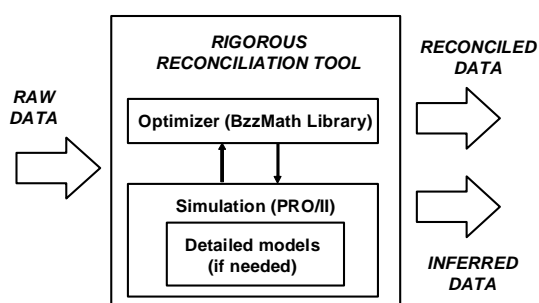 RIGOROUS
RECONCILIATION TOOL
RECONCILED
DATA
RAW
DATA
Optimizer (BzzMath Library)
Simulation (PRO/II)
Detailed models
(if needed)
INFERRED
DATA